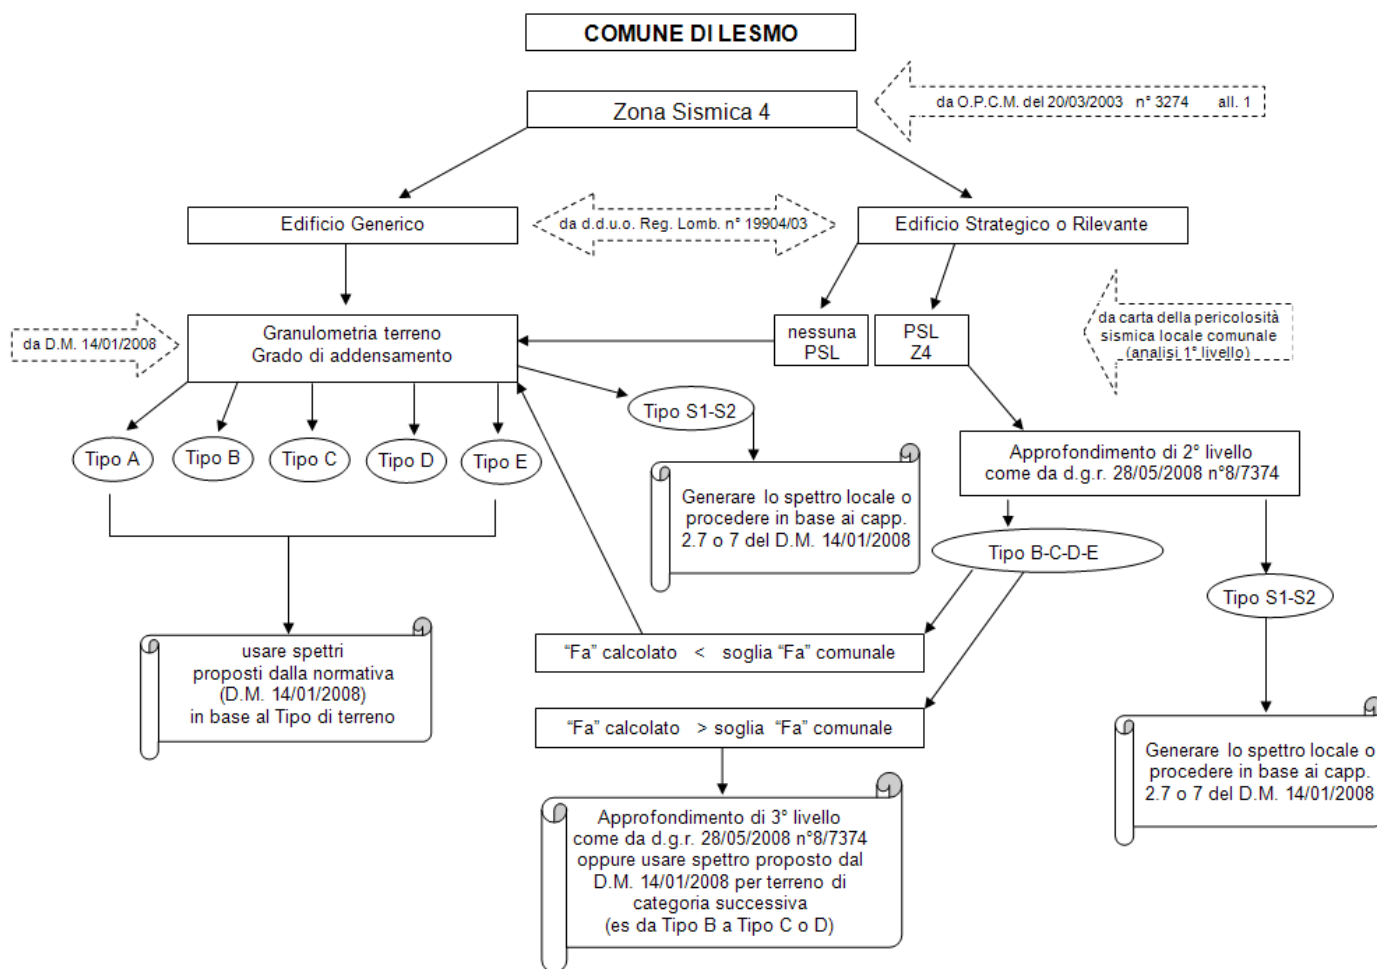 COMUNE DI LESMO
da O.P.C.M. del 20/03/2003 n° 3274 all. 1
Zona Sismica 4
Edificio Generico
da d.d.u.o. Reg. Lomb. n° 19904/03
Edificio Strategico o Rilevante
da D.M. 14/01/2008
Granulometria terreno
Grado di addensamento
nessuna
PSL
PSL
Z4
da carta della pericolosità
sismica locale comunale
(analisi 1° livello)
Tipo A
Tipo B
Tipo C
Tipo D
Tipo E
Tipo S1-S2
Approfondimento di 2° livello
come da d.g.r. 28/05/2008 n°8/7374
Generare lo spettro locale o
procedere in base ai capp.
2.7 o 7 del D.M. 14/01/2008
Tipo B-C-D-E
Tipo S1-S2
"Fa" calcolato < soglia "Fa" comunale
usare spettri
proposti dalla normativa
(D.M. 14/01/2008)
in base al Tipo di terreno
"Fa" calcolato > soglia "Fa" comunale
Generare lo spettro locale o
procedere in base ai capp.
2.7 o 7 del D.M. 14/01/2008
Approfondimento di 3° livello
come da d.g.r. 28/05/2008 n°8/7374
oppure usare spettro proposto dal
D.M. 14/01/2008 per terreno di
categoria successiva
(es da Tipo B a Tipo C o D)